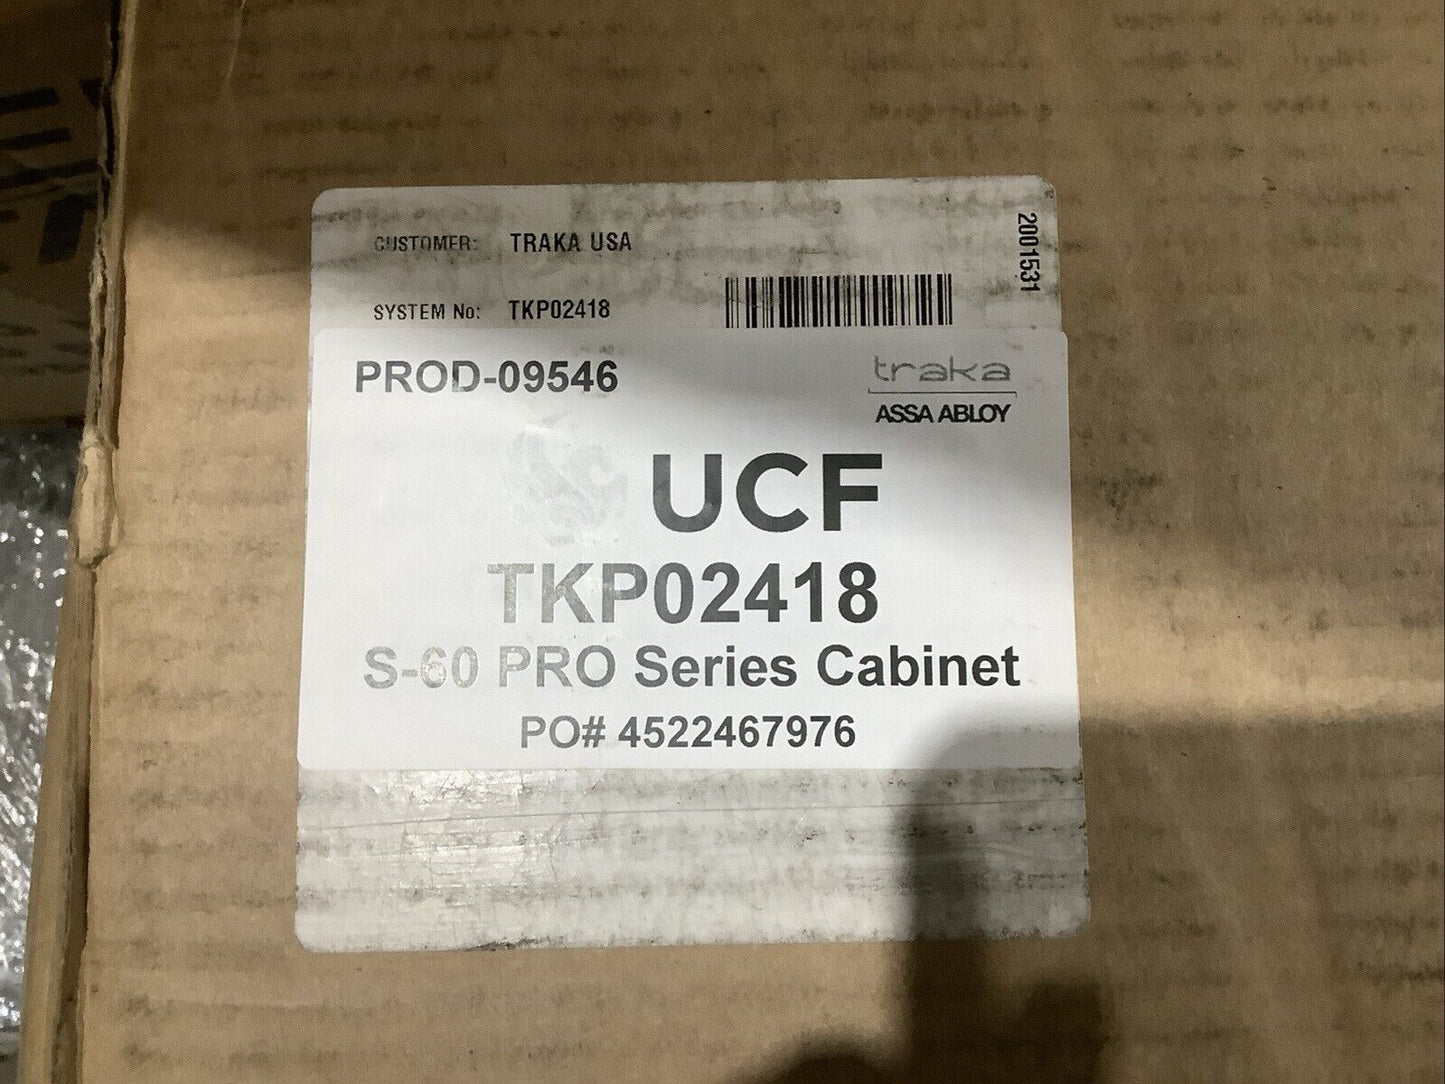 CUSTOMER: TRAKA USA
2001531
SYSTEM No: TKP02418
PROD-09546
traka
ASSA ABLOY
UCF
TKP02418
S-60 PRO Series Cabinet
PO# 4522467976